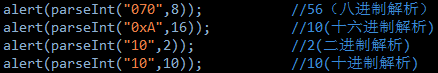 alert(parseInt("070",8)); //56（八进制解析）
alert(parseInt("0xA",16)); //10(十六进制解析)
alert(parseInt("10",2)); //2(二进制解析)
alert(parseInt("10",10)); //10(十进制解析)